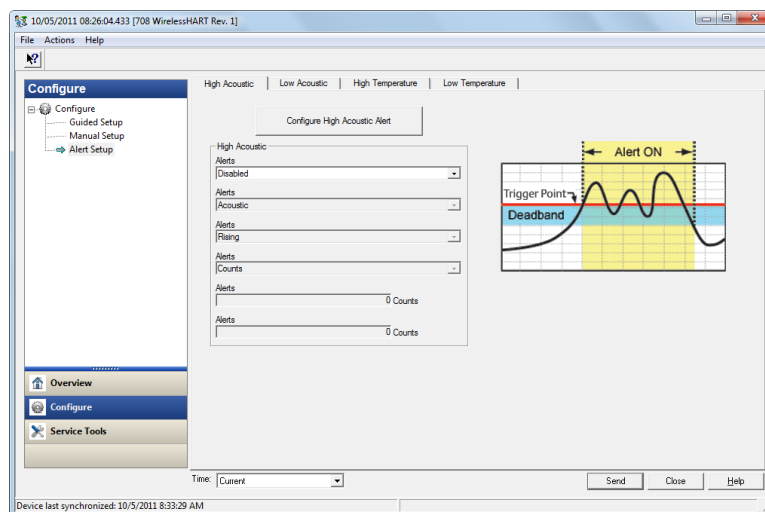 10/05/2011 08:26:04.433 [708 WirelessHART Rev. 1]
File Actions Help
Configure
Configure
Guided Setup
Manual Setup
Alert Setup
Overview
Configure
Service Tools
High Acoustic Low Acoustic High Temperature Low Temperature
Configure High Acoustic Alert
High Acoustic
Alerts
Disabled
Alerts
Acoustic
Alerts
Rising
Alerts
Counts
Alerts
0 Counts
Alerts
0 Counts
Alert ON
Trigger Point
Deadband
Time: Current
Send Close Help
Device last synchronized: 10/5/2011 8:33:29 AM